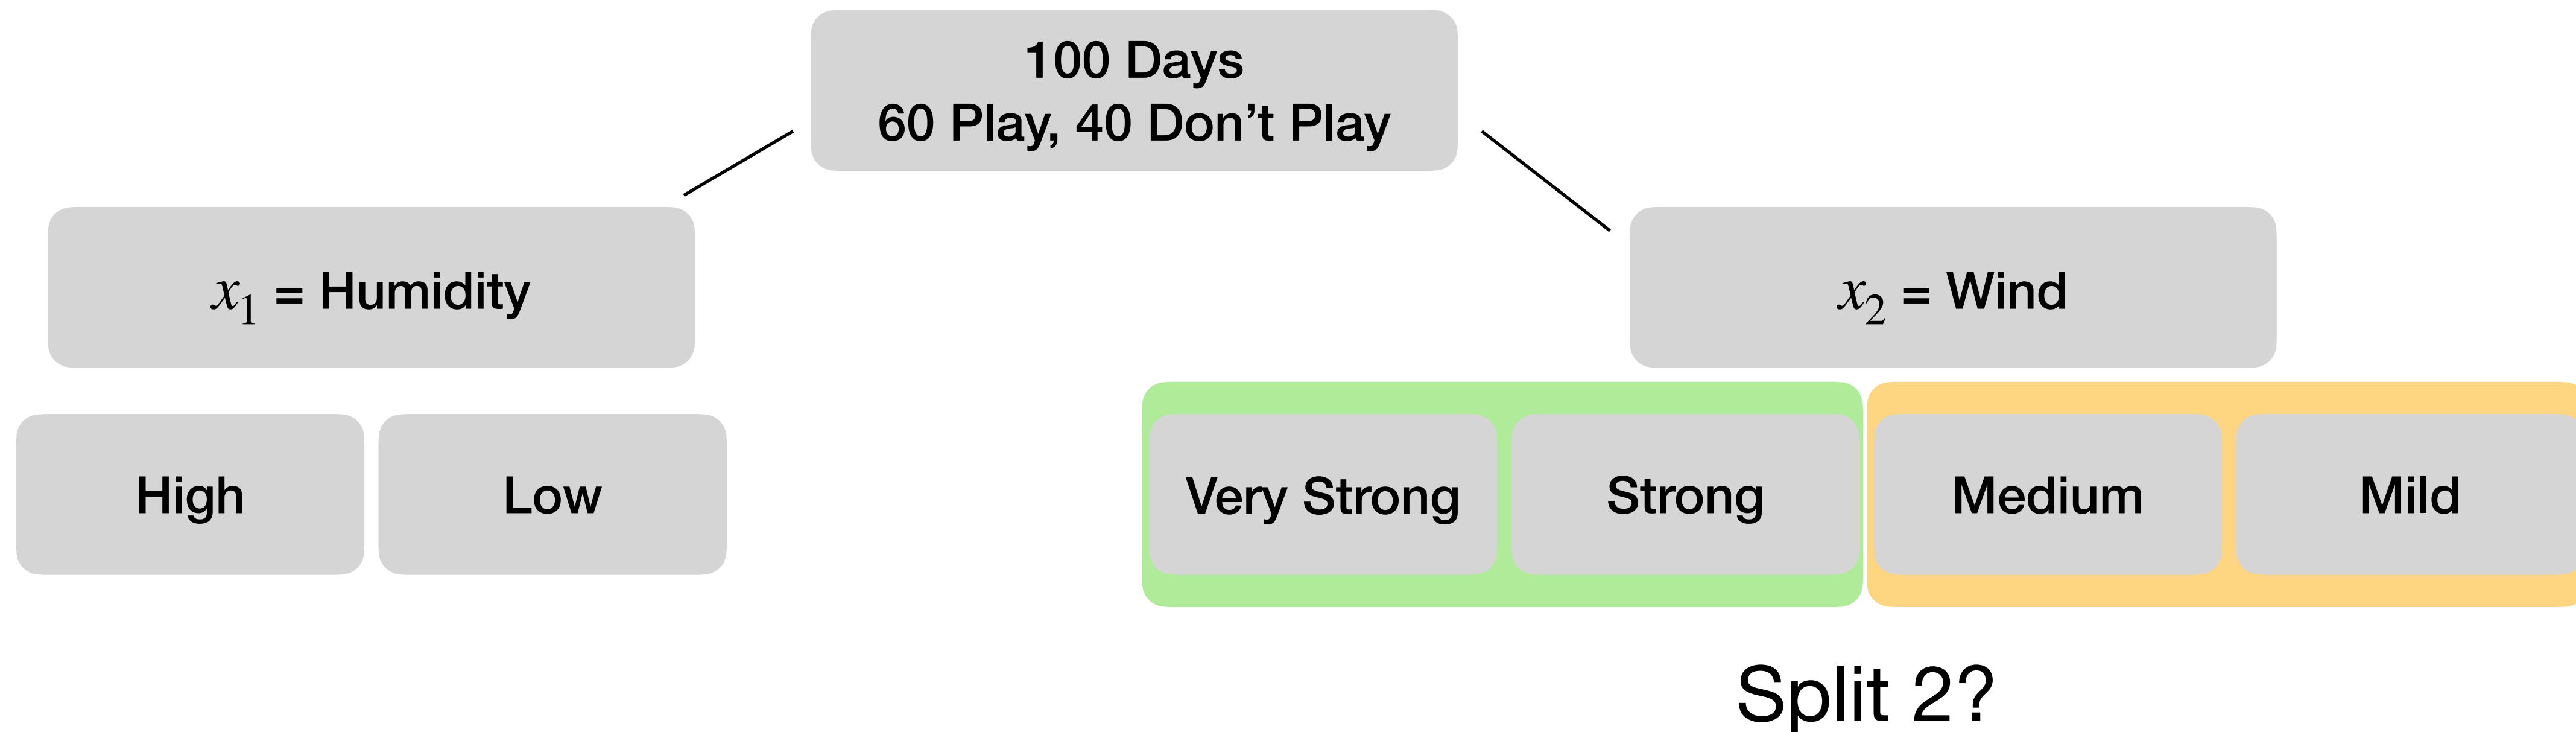 100 Days
60 Play, 40 Don’t Play
x₁ = Humidity
x₂ = Wind
High
Low
Very Strong
Strong
Medium
Mild
Split 2?